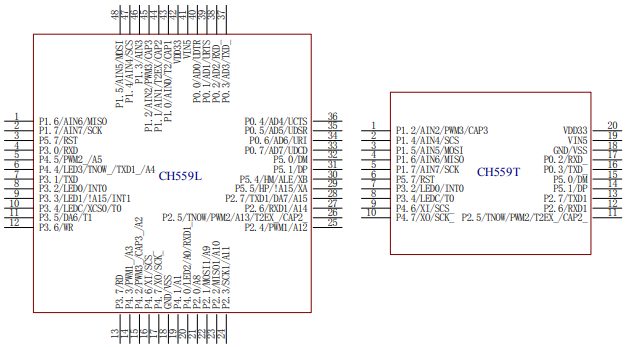 48 P1.5/AIN5/MOSI
47 P1.4/AIN4/SCS
46 P1.3/AIN3
45 P1.2/AIN2/PWM3/CAP3
44 P1.1/AIN1/T2EX/CAP2
43 P1.0/AIN0/T2/CAP1
42 VDD33
41 VIN5
40 P0.0/AD0/UDTR
39 P0.1/AD1/URTS
38 P0.2/AD2/RXD_
37 P0.3/AD3/TXD_
1 P1.6/AIN6/MISO
2 P1.7/AIN7/SCK
3 P5.7/RST
4 P3.0/RXD
5 P4.5/PWM2_/A5
6 P4.4/LED3/TNOW_/TXD1_/A4
7 P3.1/TXD
8 P3.2/LED0/INT0
9 P3.3/LED1/!A15/INT1
10 P3.4/LEDC/XCS0/T0
11 P3.5/DA6/T1
12 P3.6/WR
CH559L
P0.4/AD4/UCTS 36
P0.5/AD5/UDSR 35
P0.6/AD6/URI 34
P0.7/AD7/UDCD 33
P5.0/DM 32
P5.1/DP 31
P5.4/HM/ALE/XB 30
P5.5/HP/!A15/XA 29
P2.7/TXD1/DA7/A15 28
P2.6/RXD1/A14 27
P2.5/TNOW/PWM2/A13/T2EX_/CAP2_ 26
P2.4/PWM1/A12 25
13 P3.7/RD
14 P4.3/PWM1_/A3
15 P4.2/PWM3_/CAP3_/A2
16 P4.6/XI/SCS_
17 P4.7/XO/SCK_
18 GND/VSS
19 P4.1/A1
20 P4.0/LED2/A0/RXD1_
21 P2.0/A8
22 P2.1/MOSI1/A9
23 P2.2/MISO1/A10
24 P2.3/SCK1/A11
1 P1.2/AIN2/PWM3/CAP3
2 P1.4/AIN4/SCS
3 P1.5/AIN5/MOSI
4 P1.6/AIN6/MISO
5 P1.7/AIN7/SCK
6 P5.7/RST
7 P3.2/LED0/INT0
8 P3.4/LEDC/T0
9 P4.6/XI/SCS_
10 P4.7/XO/SCK_
CH559T
VDD33 20
VIN5 19
GND/VSS 18
P0.2/RXD_ 17
P0.3/TXD_ 16
P5.0/DM 15
P5.1/DP 14
P2.7/TXD1 13
P2.6/RXD1 12
P2.5/TNOW/PWM2/T2EX_/CAP2_ 11